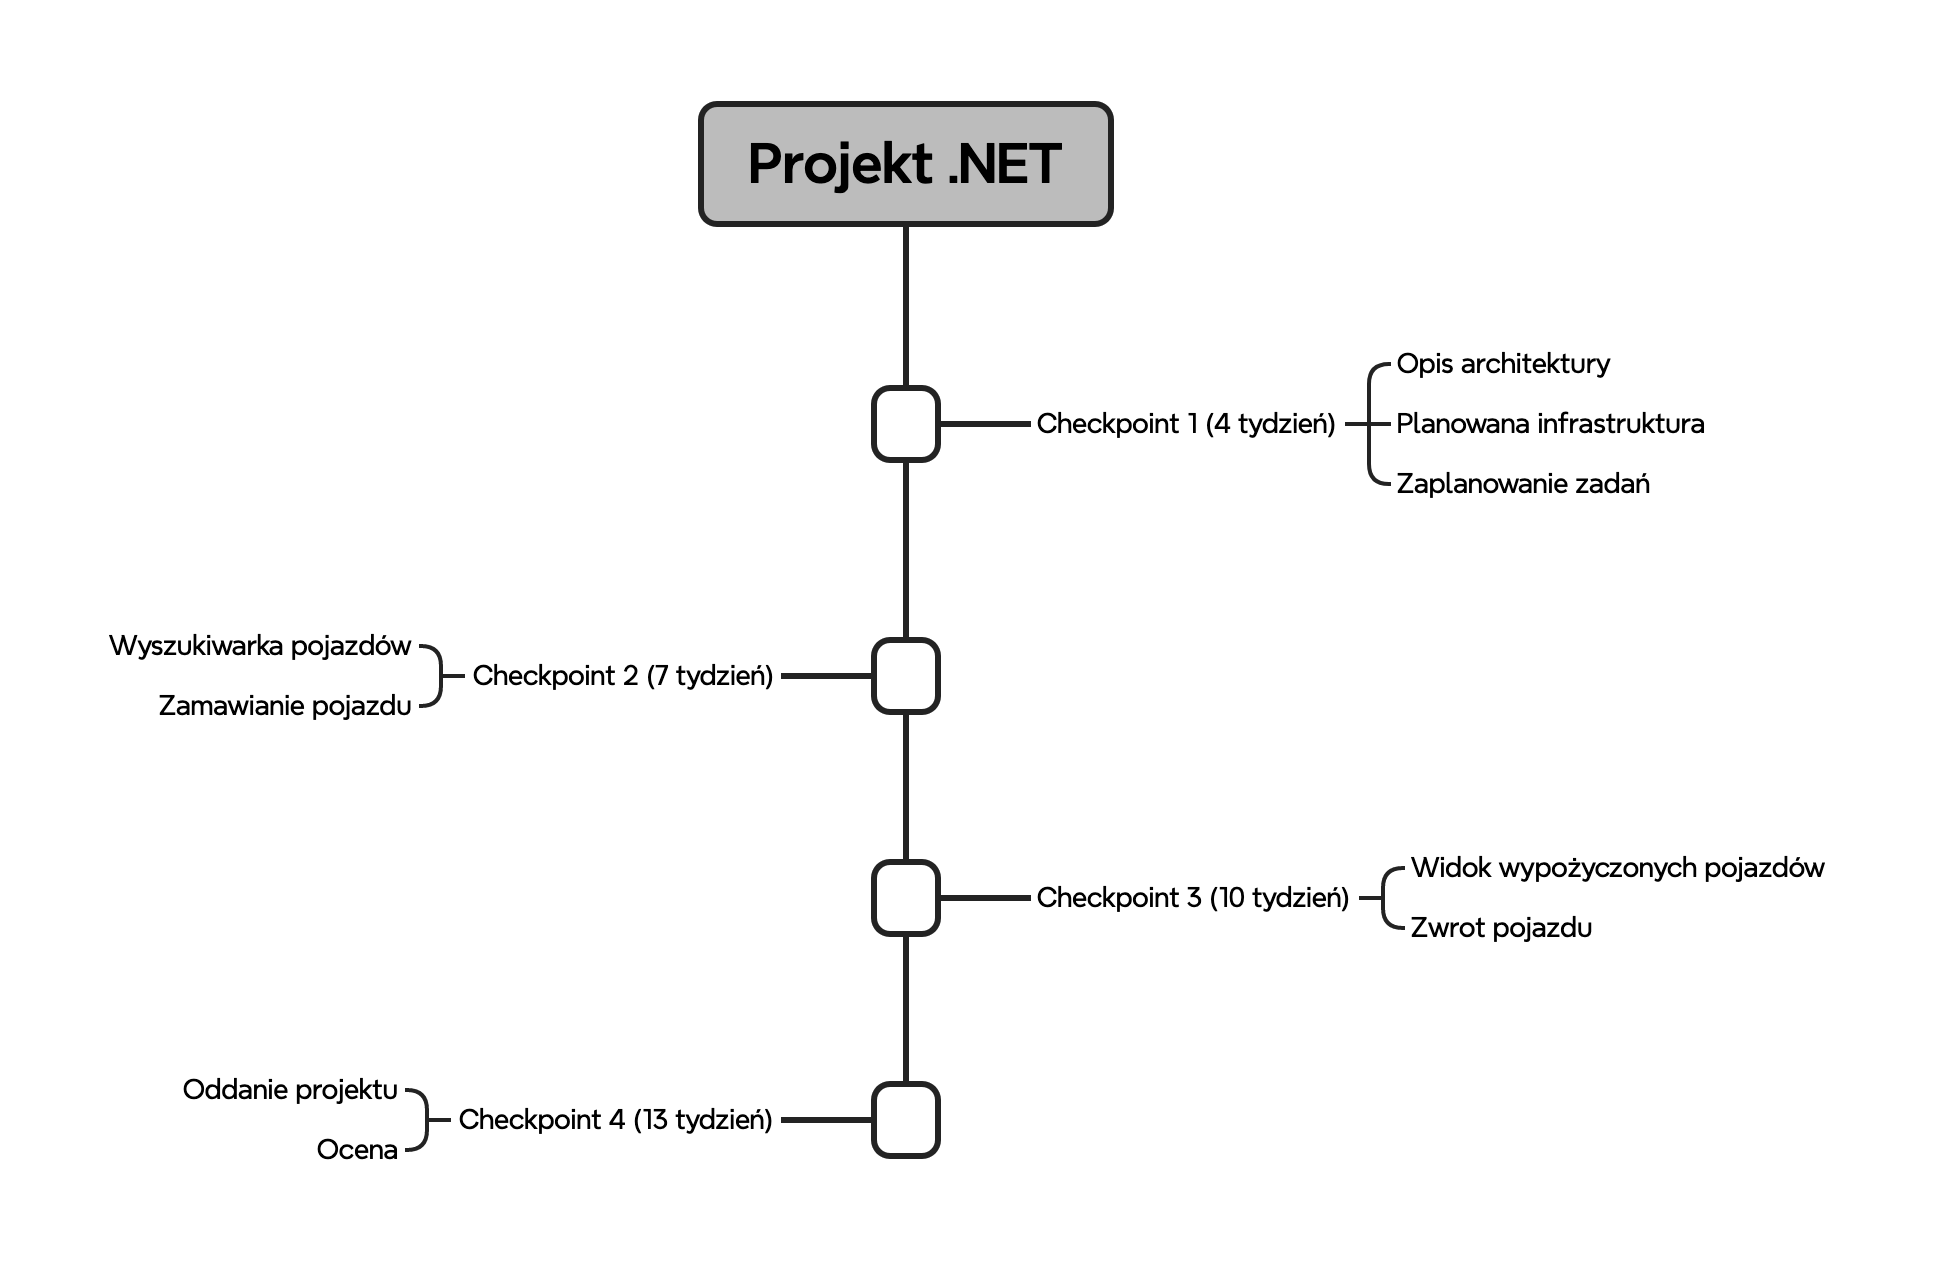 Projekt .NET
Checkpoint 1 (4 tydzień)
Opis architektury
Planowana infrastruktura
Zaplanowanie zadań
Checkpoint 2 (7 tydzień)
Wyszukiwarka pojazdów
Zamawianie pojazdu
Checkpoint 3 (10 tydzień)
Widok wypożyczonych pojazdów
Zwrot pojazdu
Checkpoint 4 (13 tydzień)
Oddanie projektu
Ocena